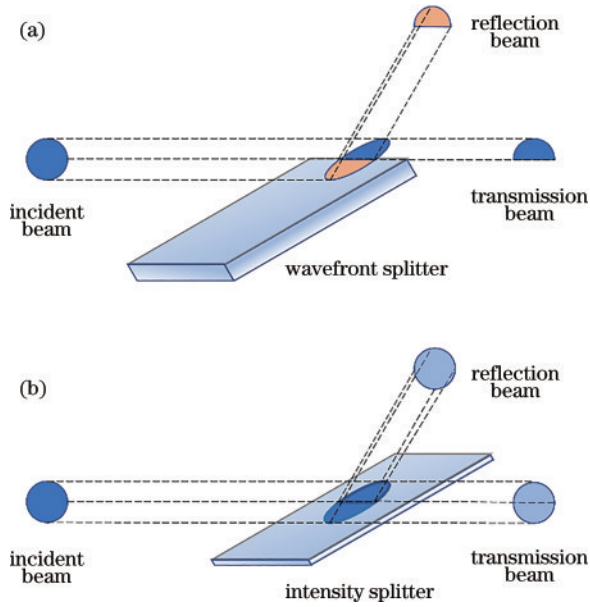 (a)
reflection
beam
incident
beam
transmission
beam
wavefront splitter
(b)
reflection
beam
incident
beam
transmission
beam
intensity splitter